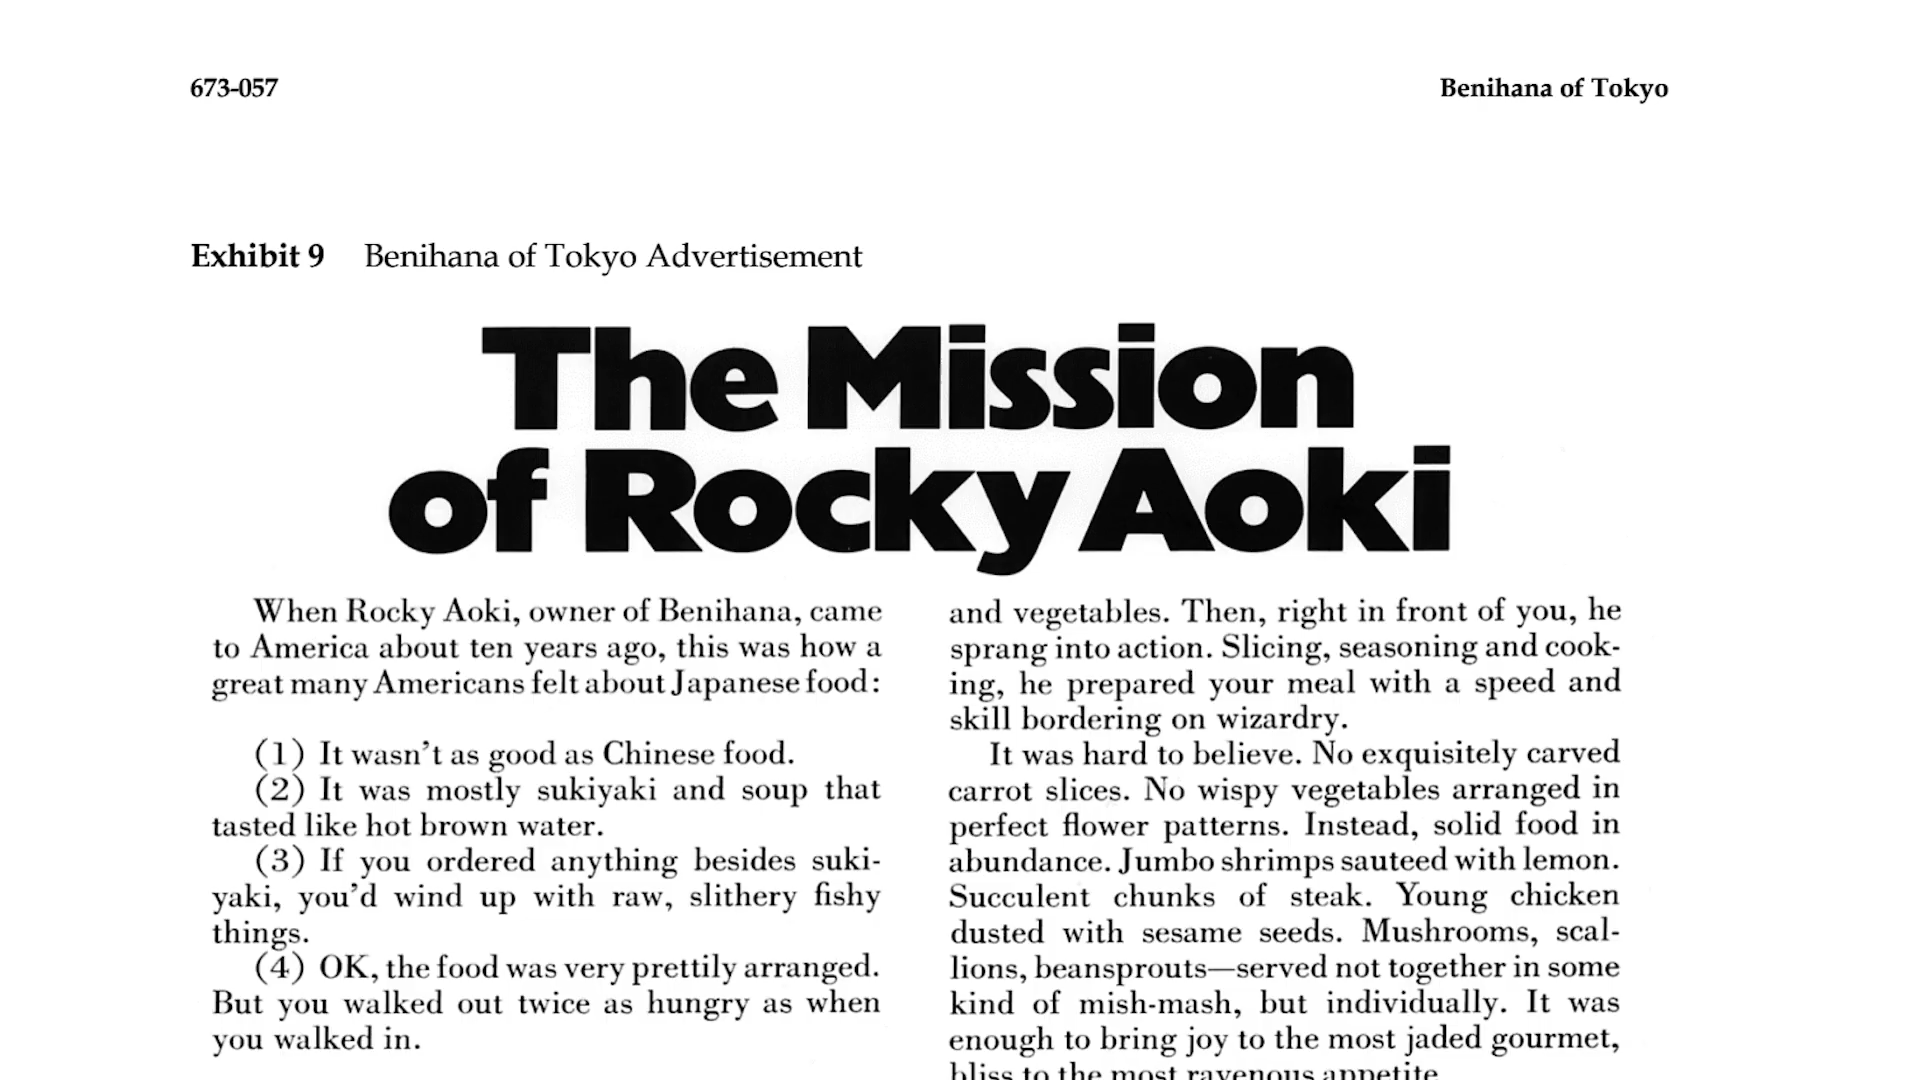 673-057
Benihana of Tokyo
Exhibit 9 Benihana of Tokyo Advertisement
The Mission
of Rocky Aoki
When Rocky Aoki, owner of Benihana, came
to America about ten years ago, this was how a
great many Americans felt about Japanese food:
(1) It wasn't as good as Chinese food.
(2) It was mostly sukiyaki and soup that
tasted like hot brown water.
(3) If you ordered anything besides suki-
yaki, you'd wind up with raw, slithery fishy
things.
(4) OK, the food was very prettily arranged.
But you walked out twice as hungry as when
you walked in.
and vegetables. Then, right in front of you, he
sprang into action. Slicing, seasoning and cook-
ing, he prepared your meal with a speed and
skill bordering on wizardry.
It was hard to believe. No exquisitely carved
carrot slices. No wispy vegetables arranged in
perfect flower patterns. Instead, solid food in
abundance. Jumbo shrimps sauteed with lemon.
Succulent chunks of steak. Young chicken
dusted with sesame seeds. Mushrooms, scal-
lions, beansprouts—served not together in some
kind of mish-mash, but individually. It was
enough to bring joy to the most jaded gourmet,
bliss to the most ravenous appetite.